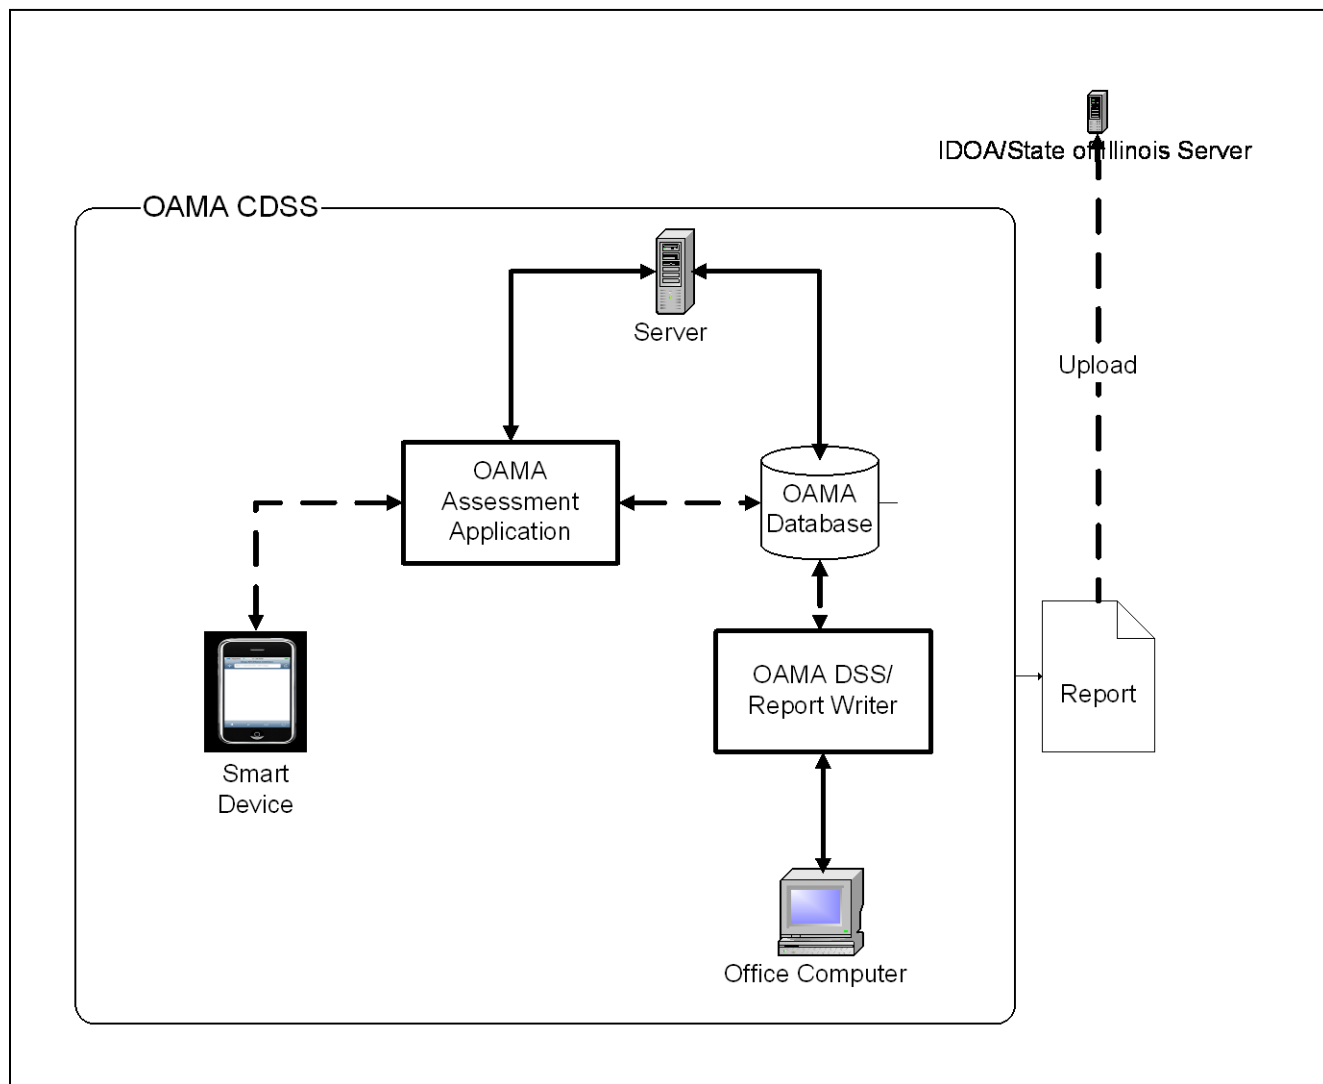 IDOA/State of Illinois Server
OAMA CDSS
Server
Upload
OAMA
Assessment
Application
OAMA
Database
OAMA DSS/
Report Writer
Report
Smart
Device
Office Computer